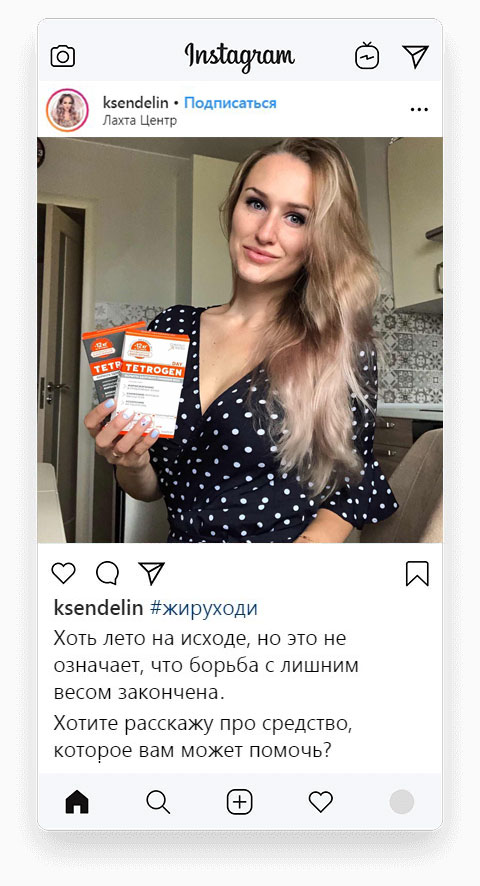 Instagram
ksendelin • Подписаться
Лахта Центр
DAY
TETROGEN
ksendelin #жируходи
Хоть лето на исходе, но это не
означает, что борьба с лишним
весом закончена.
Хотите расскажу про средство,
которое вам может помочь?